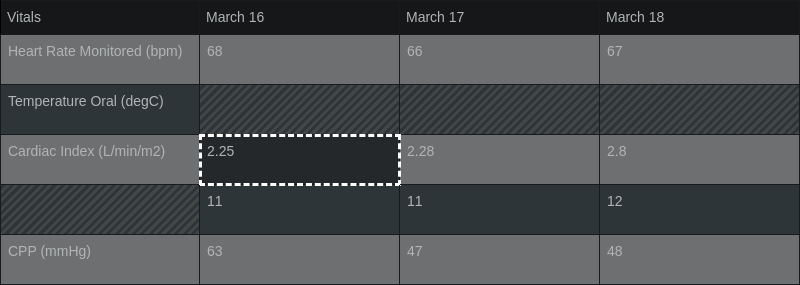 Vitals March 16 March 17 March 18
Heart Rate Monitored (bpm) 68 66 67
Temperature Oral (degC)
Cardiac Index (L/min/m2) 2.25 2.28 2.8
11 11 12
CPP (mmHg) 63 47 48